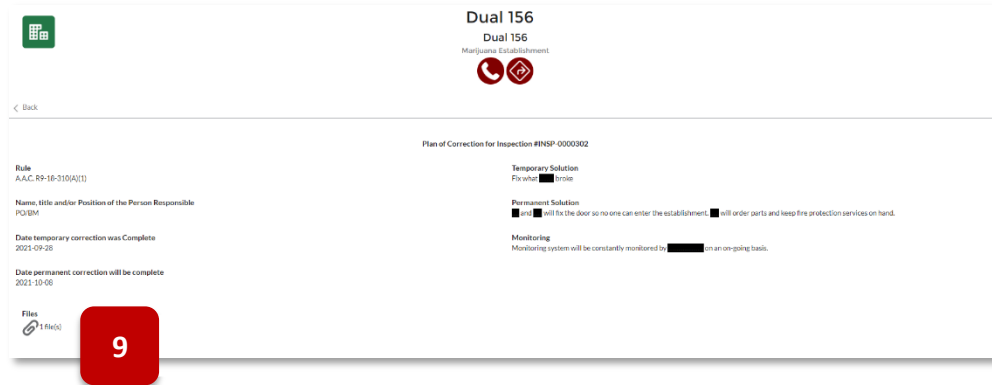 Dual 156
Dual 156
Marijuana Establishment
Back
Plan of Correction for Inspection #INSP-0000302
Rule
A.A.C. R9-18-310(A)(1)
Name, title and/or Position of the Person Responsible
PO/BM
Date temporary correction was Complete
2021-09-28
Date permanent correction will be complete
2021-10-08
Files
1 file(s)
Temporary Solution
Fix what broke
Permanent Solution
and will fix the door so no one can enter the establishment. will order parts and keep fire protection services on hand.
Monitoring
Monitoring system will be constantly monitored by on an on-going basis.
9